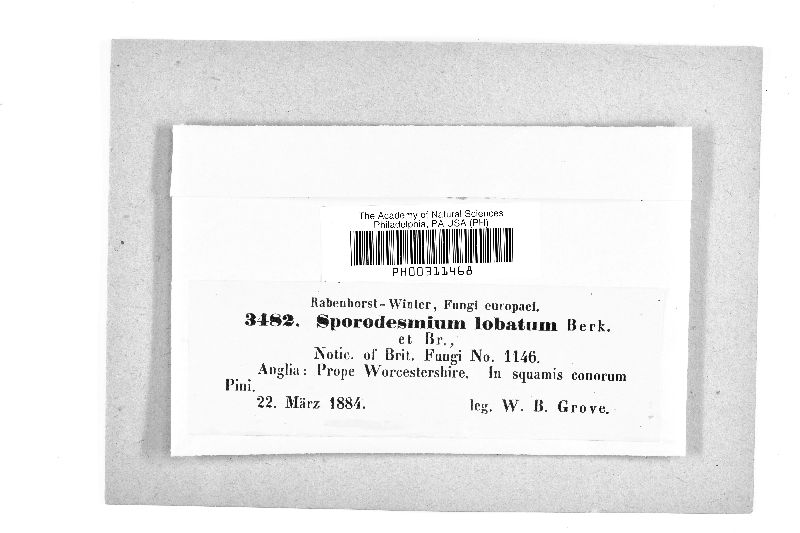 The Academy of Natural Sciences
Philadelphia, PA USA (PH)
PH00311468
Rabenhorst-Winter, Fungi europaei.
3482. Sporodesmium lobatum Berk.
et Br.,
Notic. of Brit. Fungi No. 1146.
Anglia: Prope Worcestershire. In squamis conorum
Pini.
22. März 1884. leg. W. B. Grove.